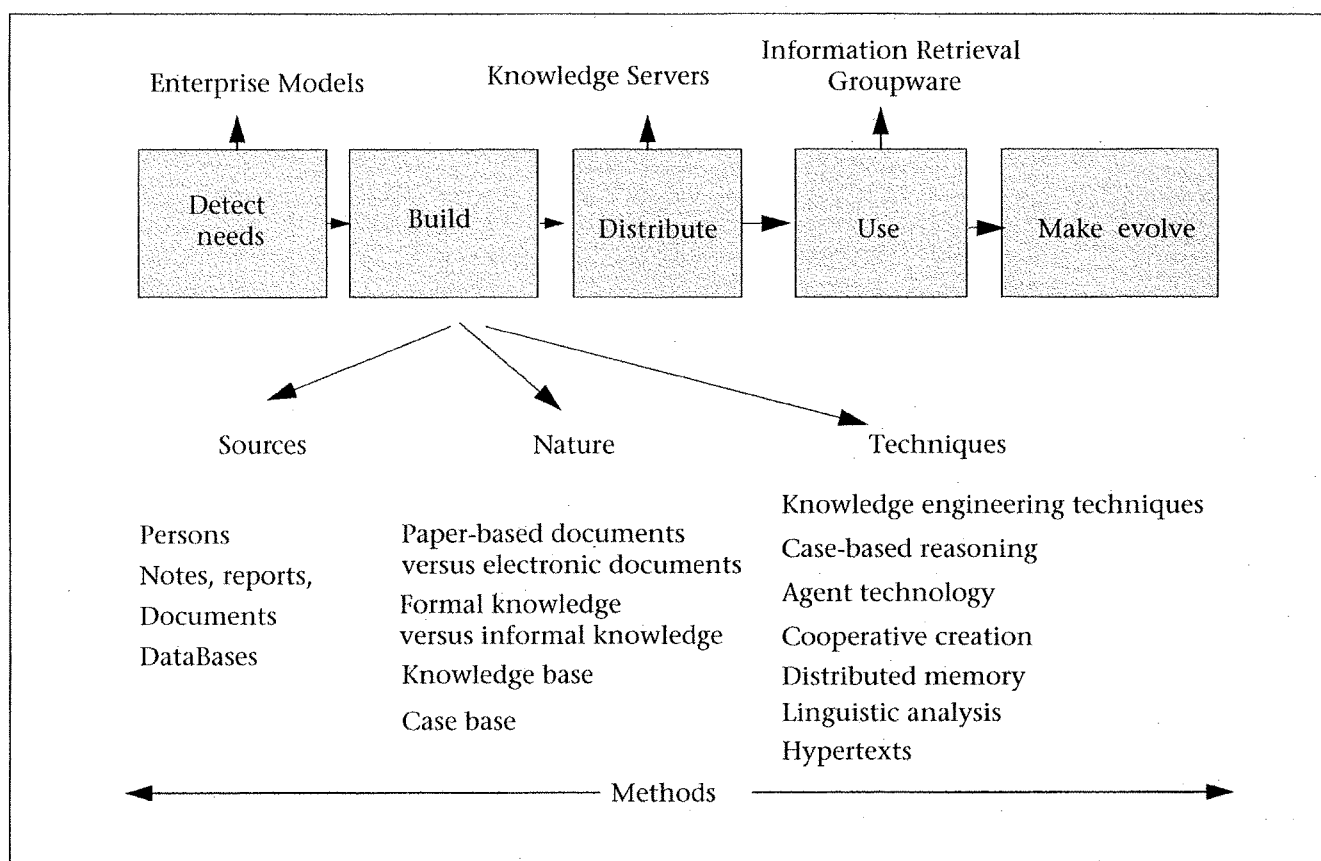 Enterprise Models
Knowledge Servers
Information Retrieval
Groupware
Detect
needs
Build
Distribute
Use
Make evolve
Sources
Persons
Notes, reports,
Documents
DataBases
Nature
Paper-based documents
versus electronic documents
Formal knowledge
versus informal knowledge
Knowledge base
Case base
Techniques
Knowledge engineering techniques
Case-based reasoning
Agent technology
Cooperative creation
Distributed memory
Linguistic analysis
Hypertexts
Methods